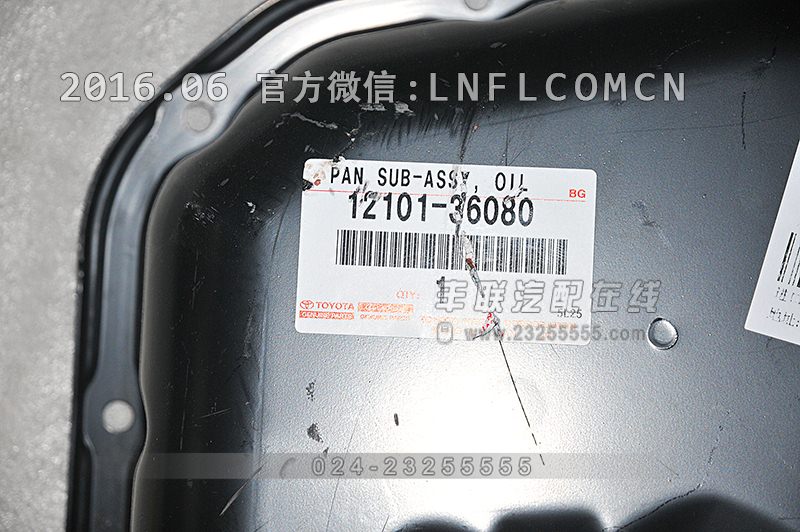 2016.06 官方微信:LNFLCOMCN
PAN SUB-ASSY, OIL
BG
12101-36080
QTY: 1
车联汽配在线
TOYOTA
GENUINE PARTS
5L25
www.23255555.com
024-23255555